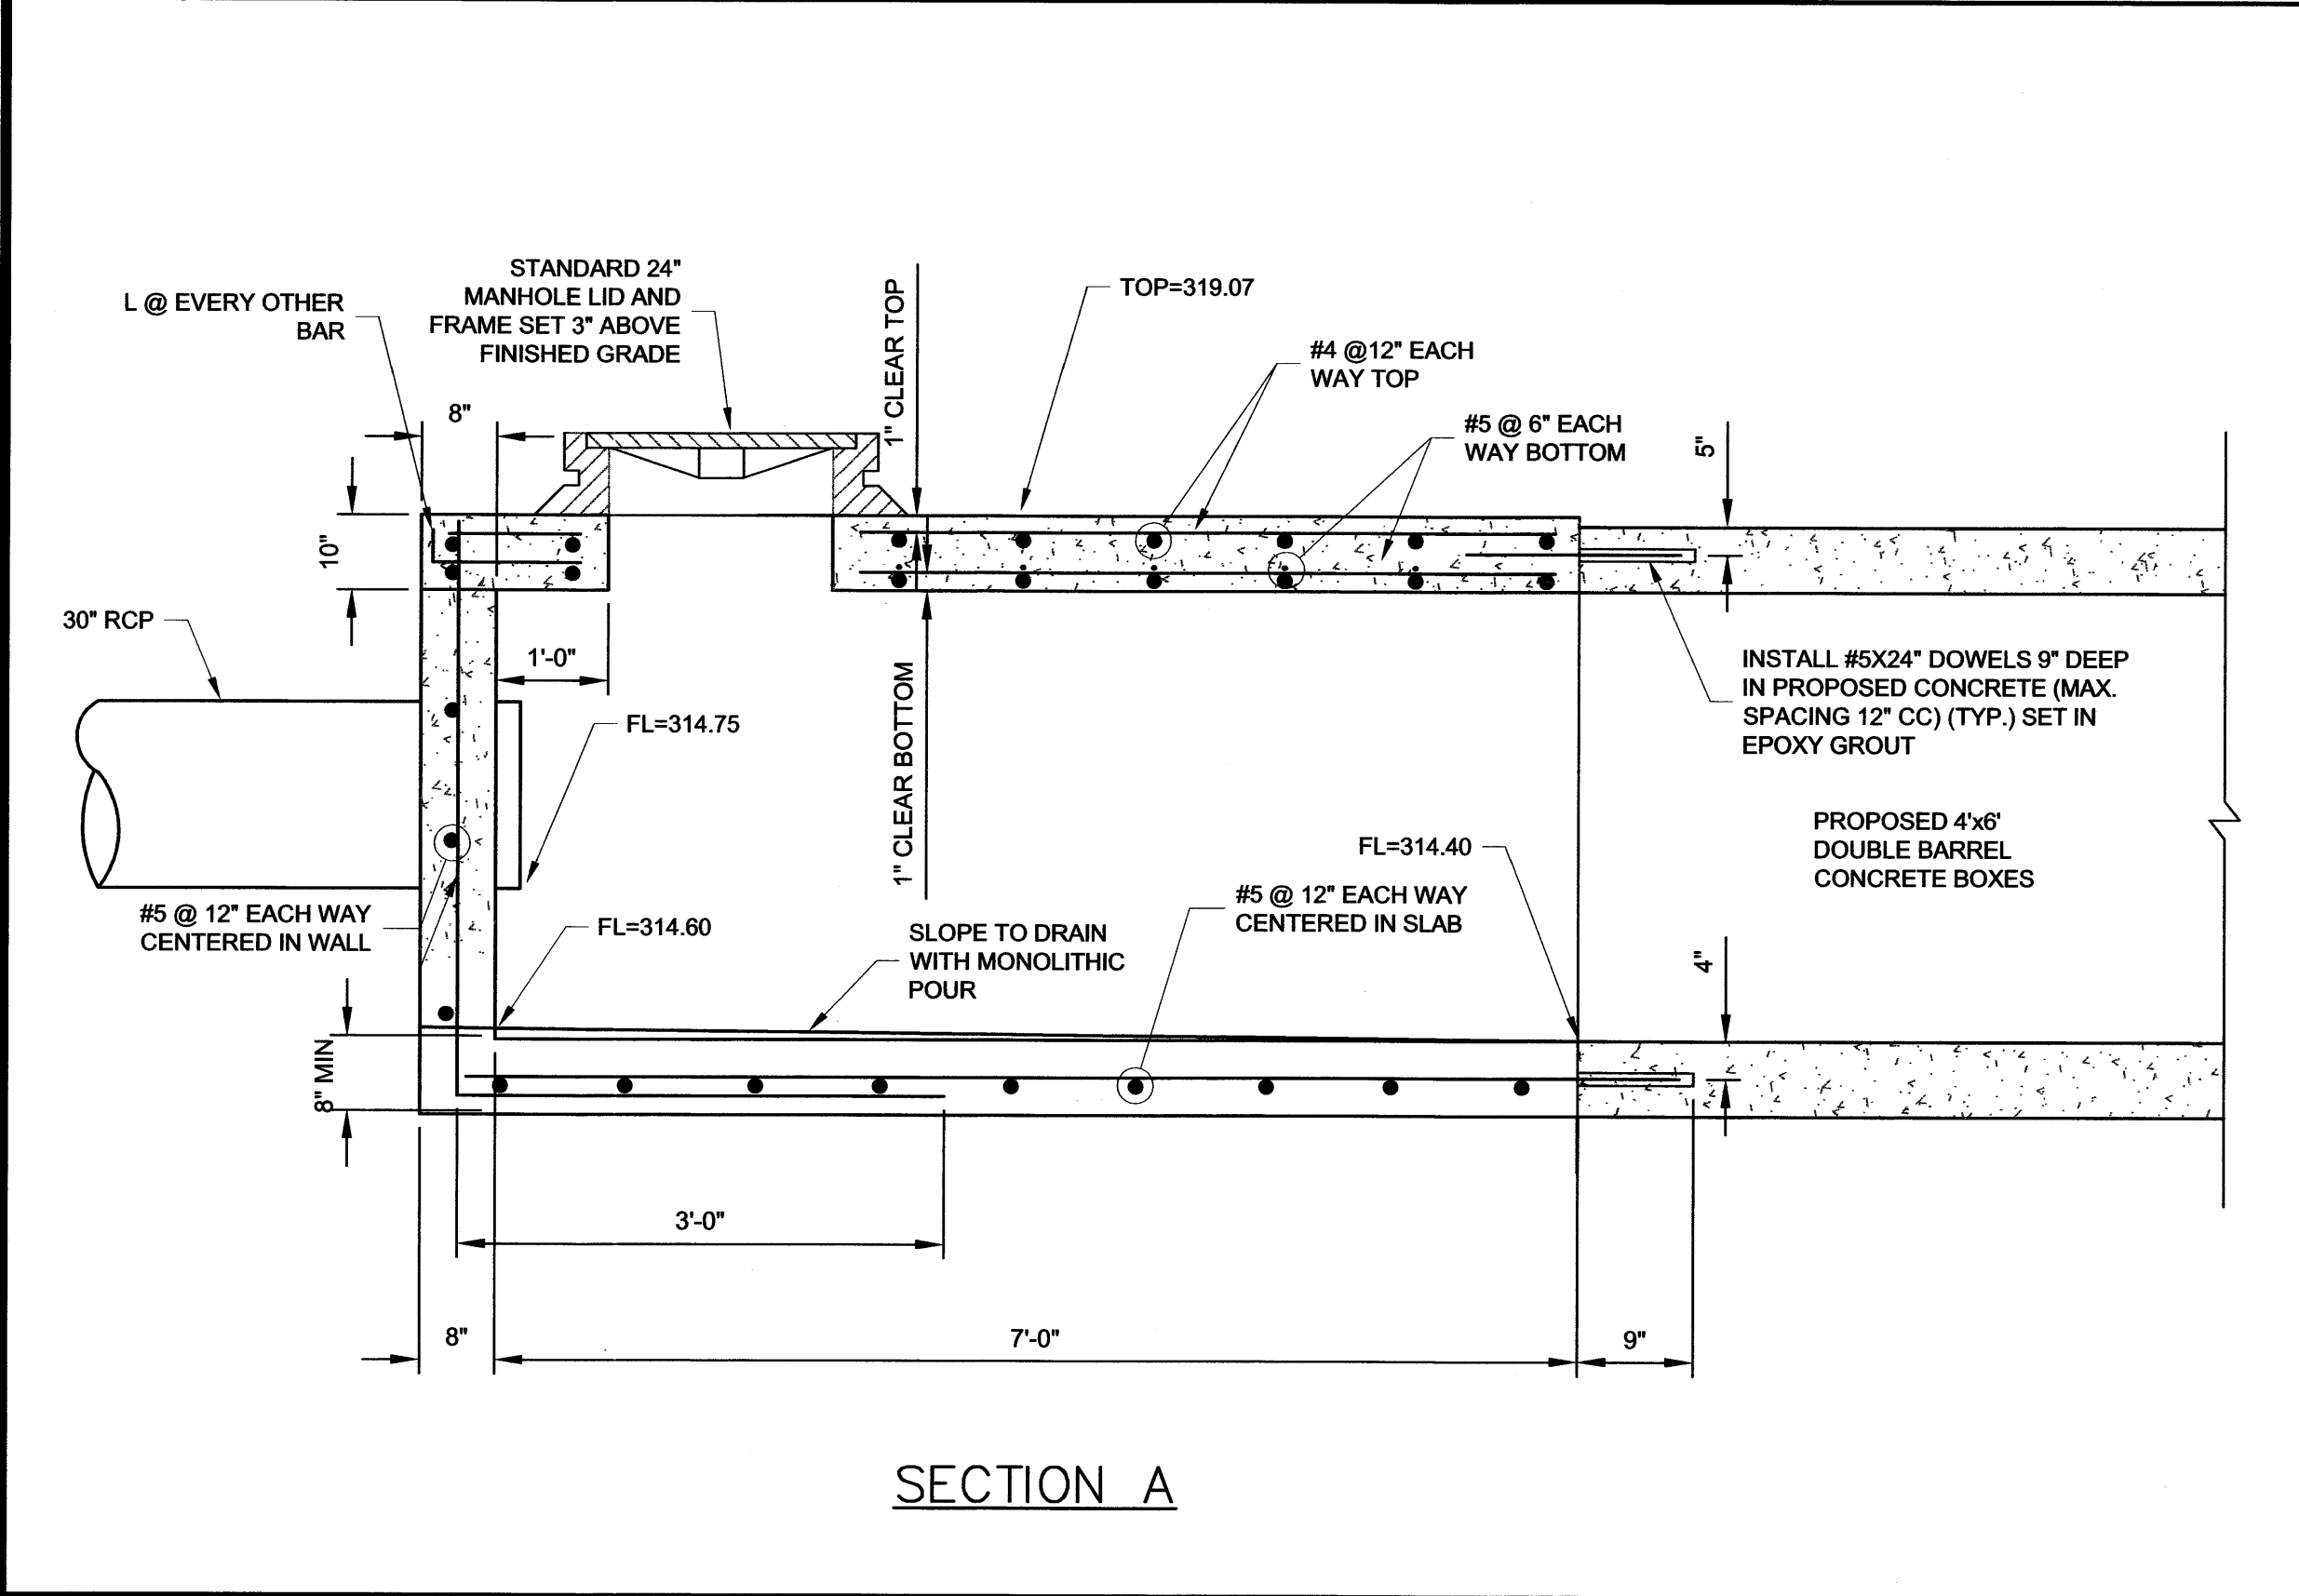 STANDARD 24"
MANHOLE LID AND
FRAME SET 3" ABOVE
FINISHED GRADE
L @ EVERY OTHER
BAR
1" CLEAR TOP
TOP=319.07
#4 @12" EACH
WAY TOP
#5 @ 6" EACH
WAY BOTTOM
8"
5"
10"
30" RCP
1'-0"
FL=314.75
1" CLEAR BOTTOM
INSTALL #5X24" DOWELS 9" DEEP
IN PROPOSED CONCRETE (MAX.
SPACING 12" CC) (TYP.) SET IN
EPOXY GROUT
PROPOSED 4'x6'
DOUBLE BARREL
CONCRETE BOXES
FL=314.40
#5 @ 12" EACH WAY
CENTERED IN WALL
FL=314.60
SLOPE TO DRAIN
WITH MONOLITHIC
POUR
#5 @ 12" EACH WAY
CENTERED IN SLAB
4"
8" MIN
3'-0"
8"
7'-0"
9"
SECTION A